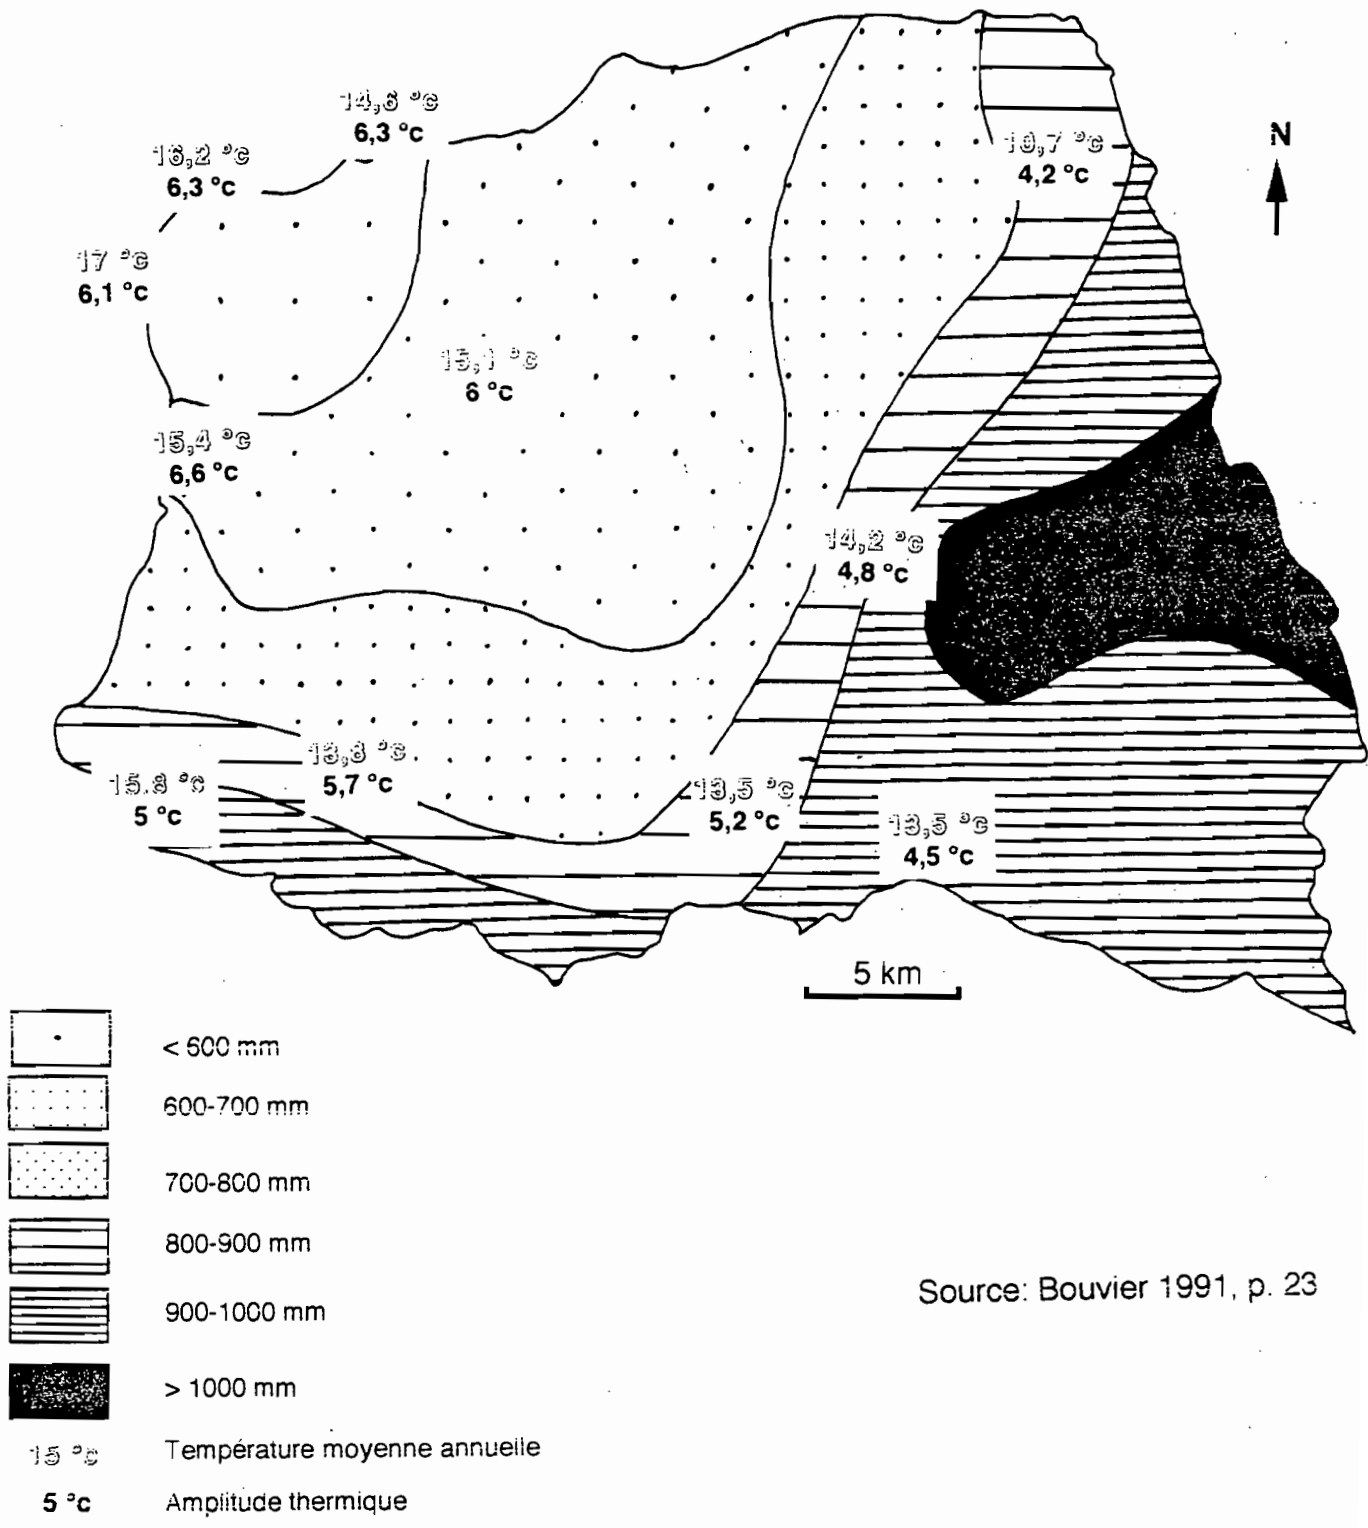 14,6 °c
6,3 °c
16,2 °c
6,3 °c
10,7 °c
4,2 °c
N
17 °c
6,1 °c
15,1 °c
6 °c
15,4 °c
6,6 °c
14,2 °c
4,8 °c
13,8 °c
5,7 °c
15.8 °c
5 °c
13,5 °c
5,2 °c
13,5 °c
4,5 °c
5 km
< 600 mm
600-700 mm
700-800 mm
800-900 mm
900-1000 mm
> 1000 mm
15 °c Température moyenne annuelle
5 °c Amplitude thermique
Source: Bouvier 1991, p. 23